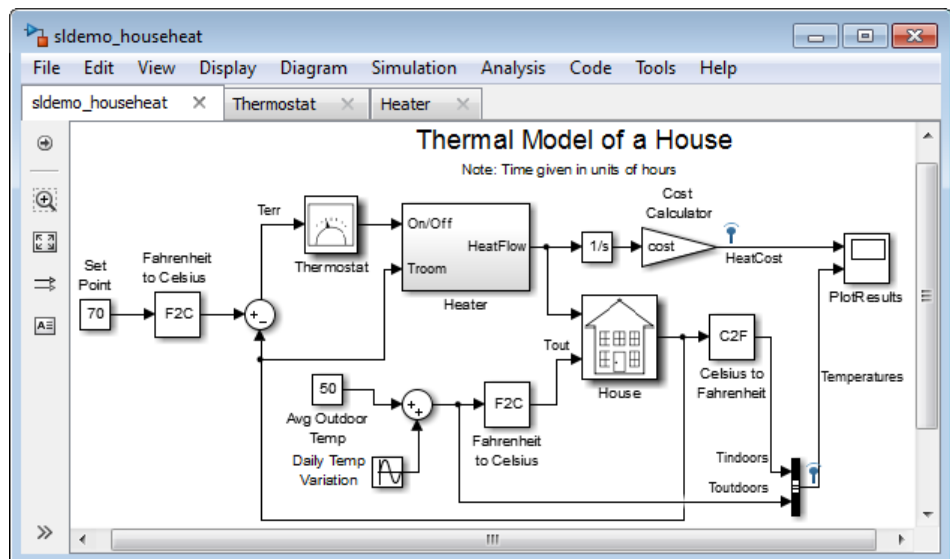 sldemo_househeat
File Edit View Display Diagram Simulation Analysis Code Tools Help
sldemo_househeat
Thermostat
Heater
Thermal Model of a House
Note: Time given in units of hours
Set
Point
70
Fahrenheit
to Celsius
F2C
+
-
Terr
Thermostat
On/Off
Troom
HeatFlow
Heater
1/s
Cost
Calculator
cost
HeatCost
PlotResults
50
Avg Outdoor
Temp
Daily Temp
Variation
+
+
F2C
Fahrenheit
to Celsius
Tout
House
C2F
Celsius to
Fahrenheit
Temperatures
Tindoors
Toutdoors